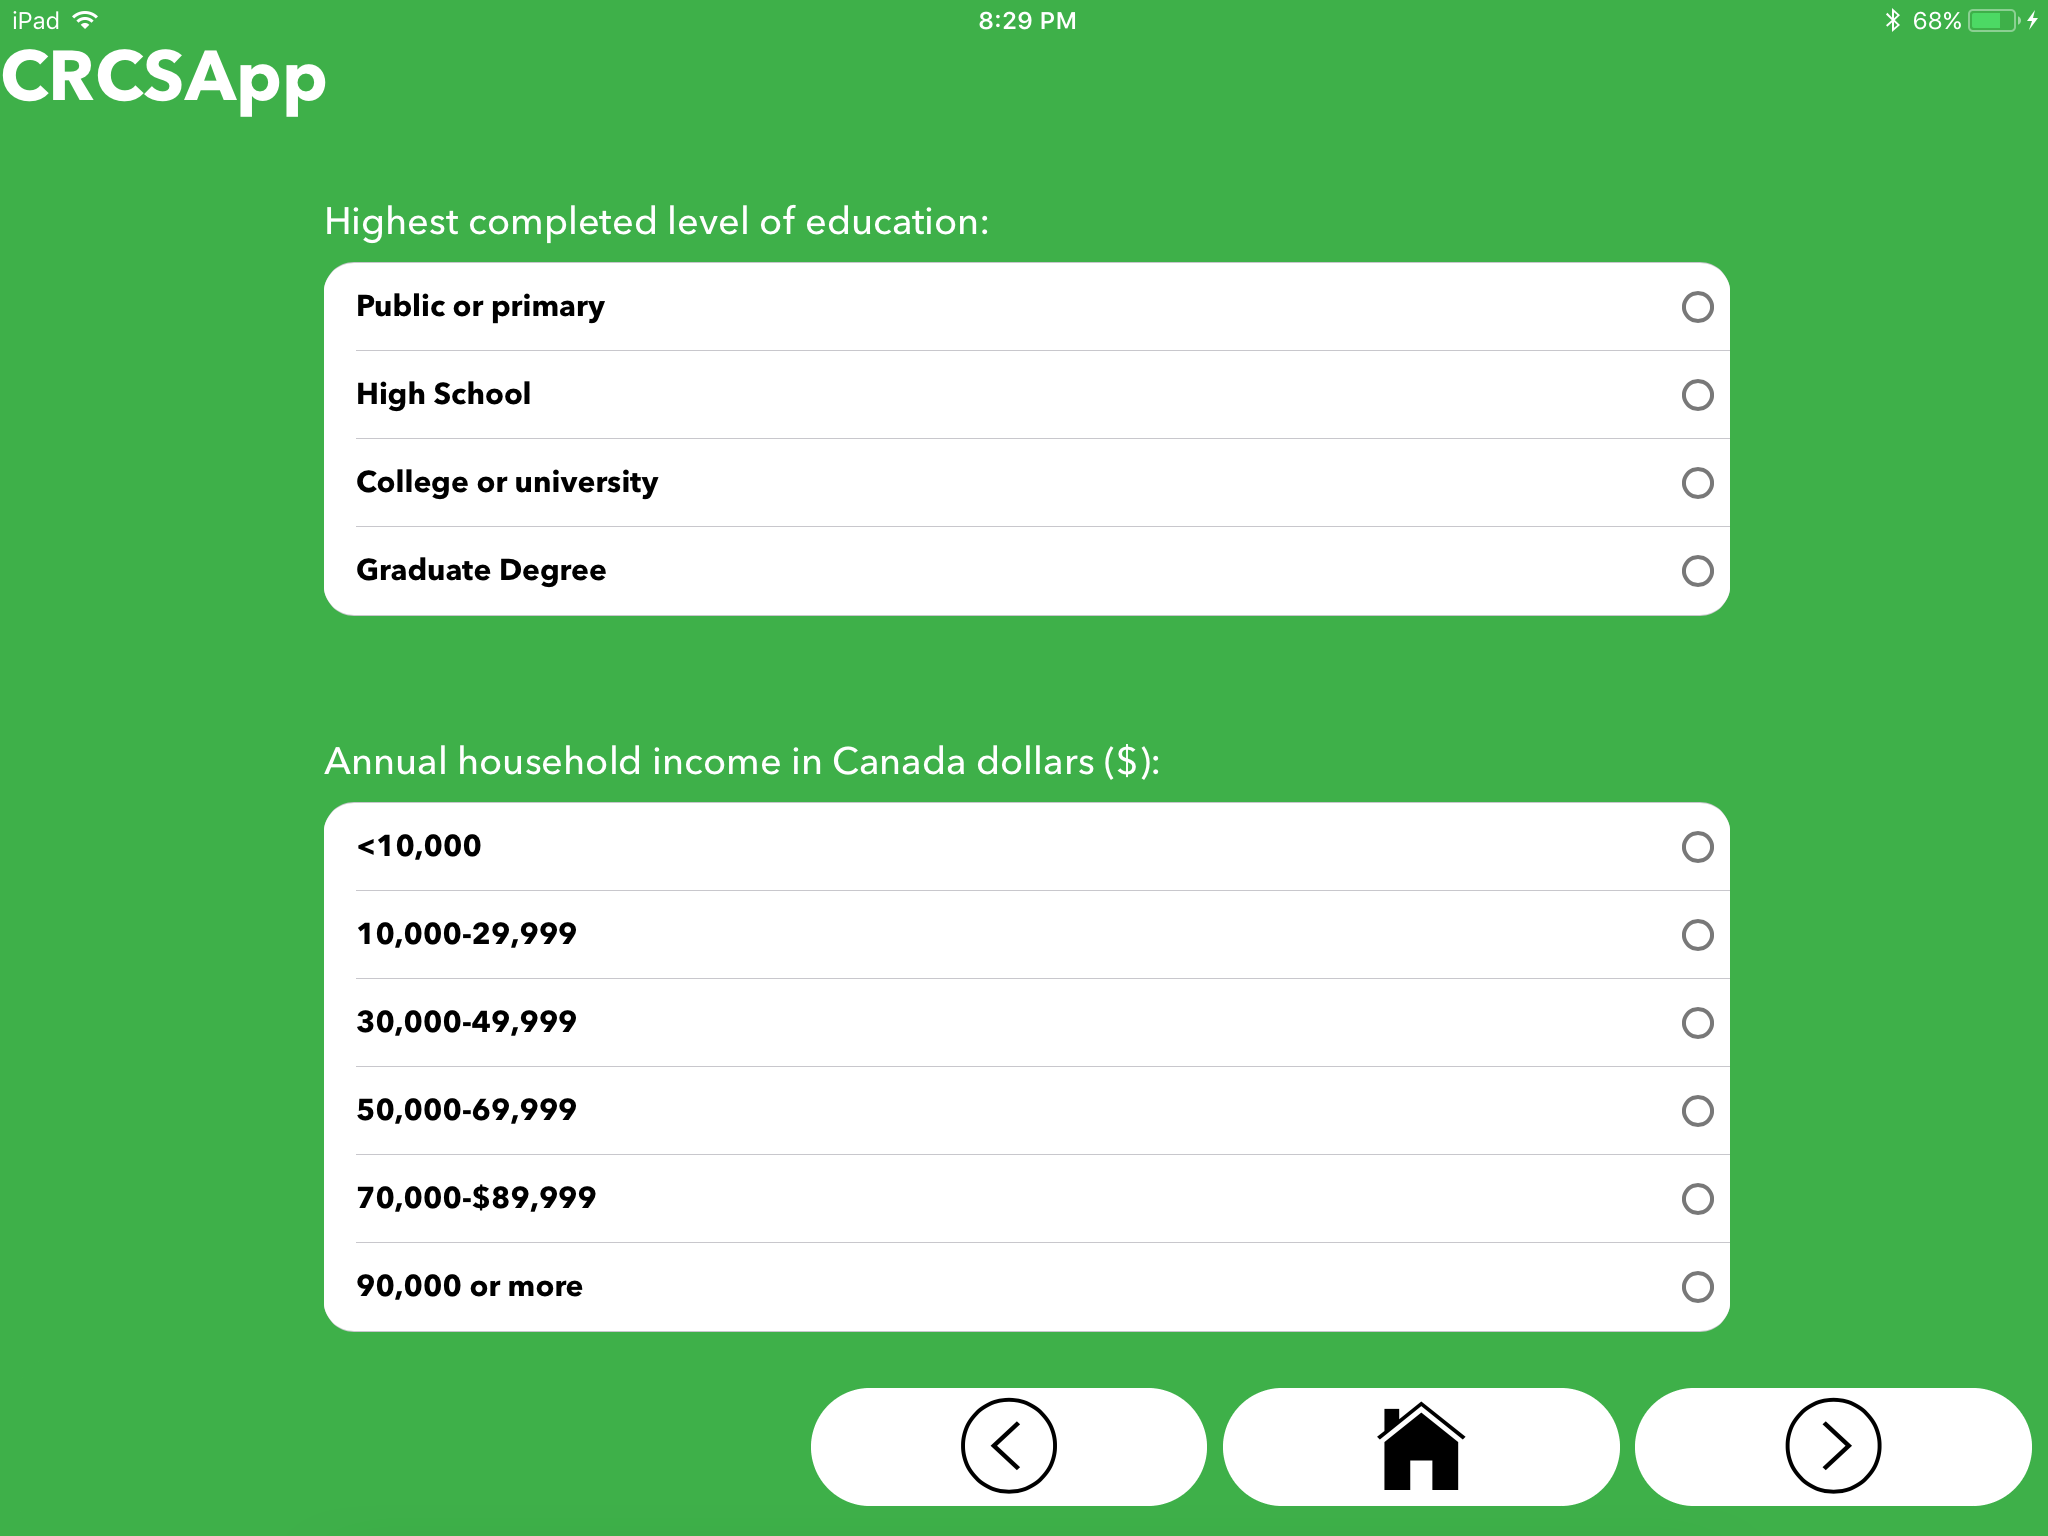 iPad
8:29 PM
68%
CRCSApp
Highest completed level of education:
Public or primary
High School
College or university
Graduate Degree
Annual household income in Canada dollars ($):
<10,000
10,000-29,999
30,000-49,999
50,000-69,999
70,000-$89,999
90,000 or more